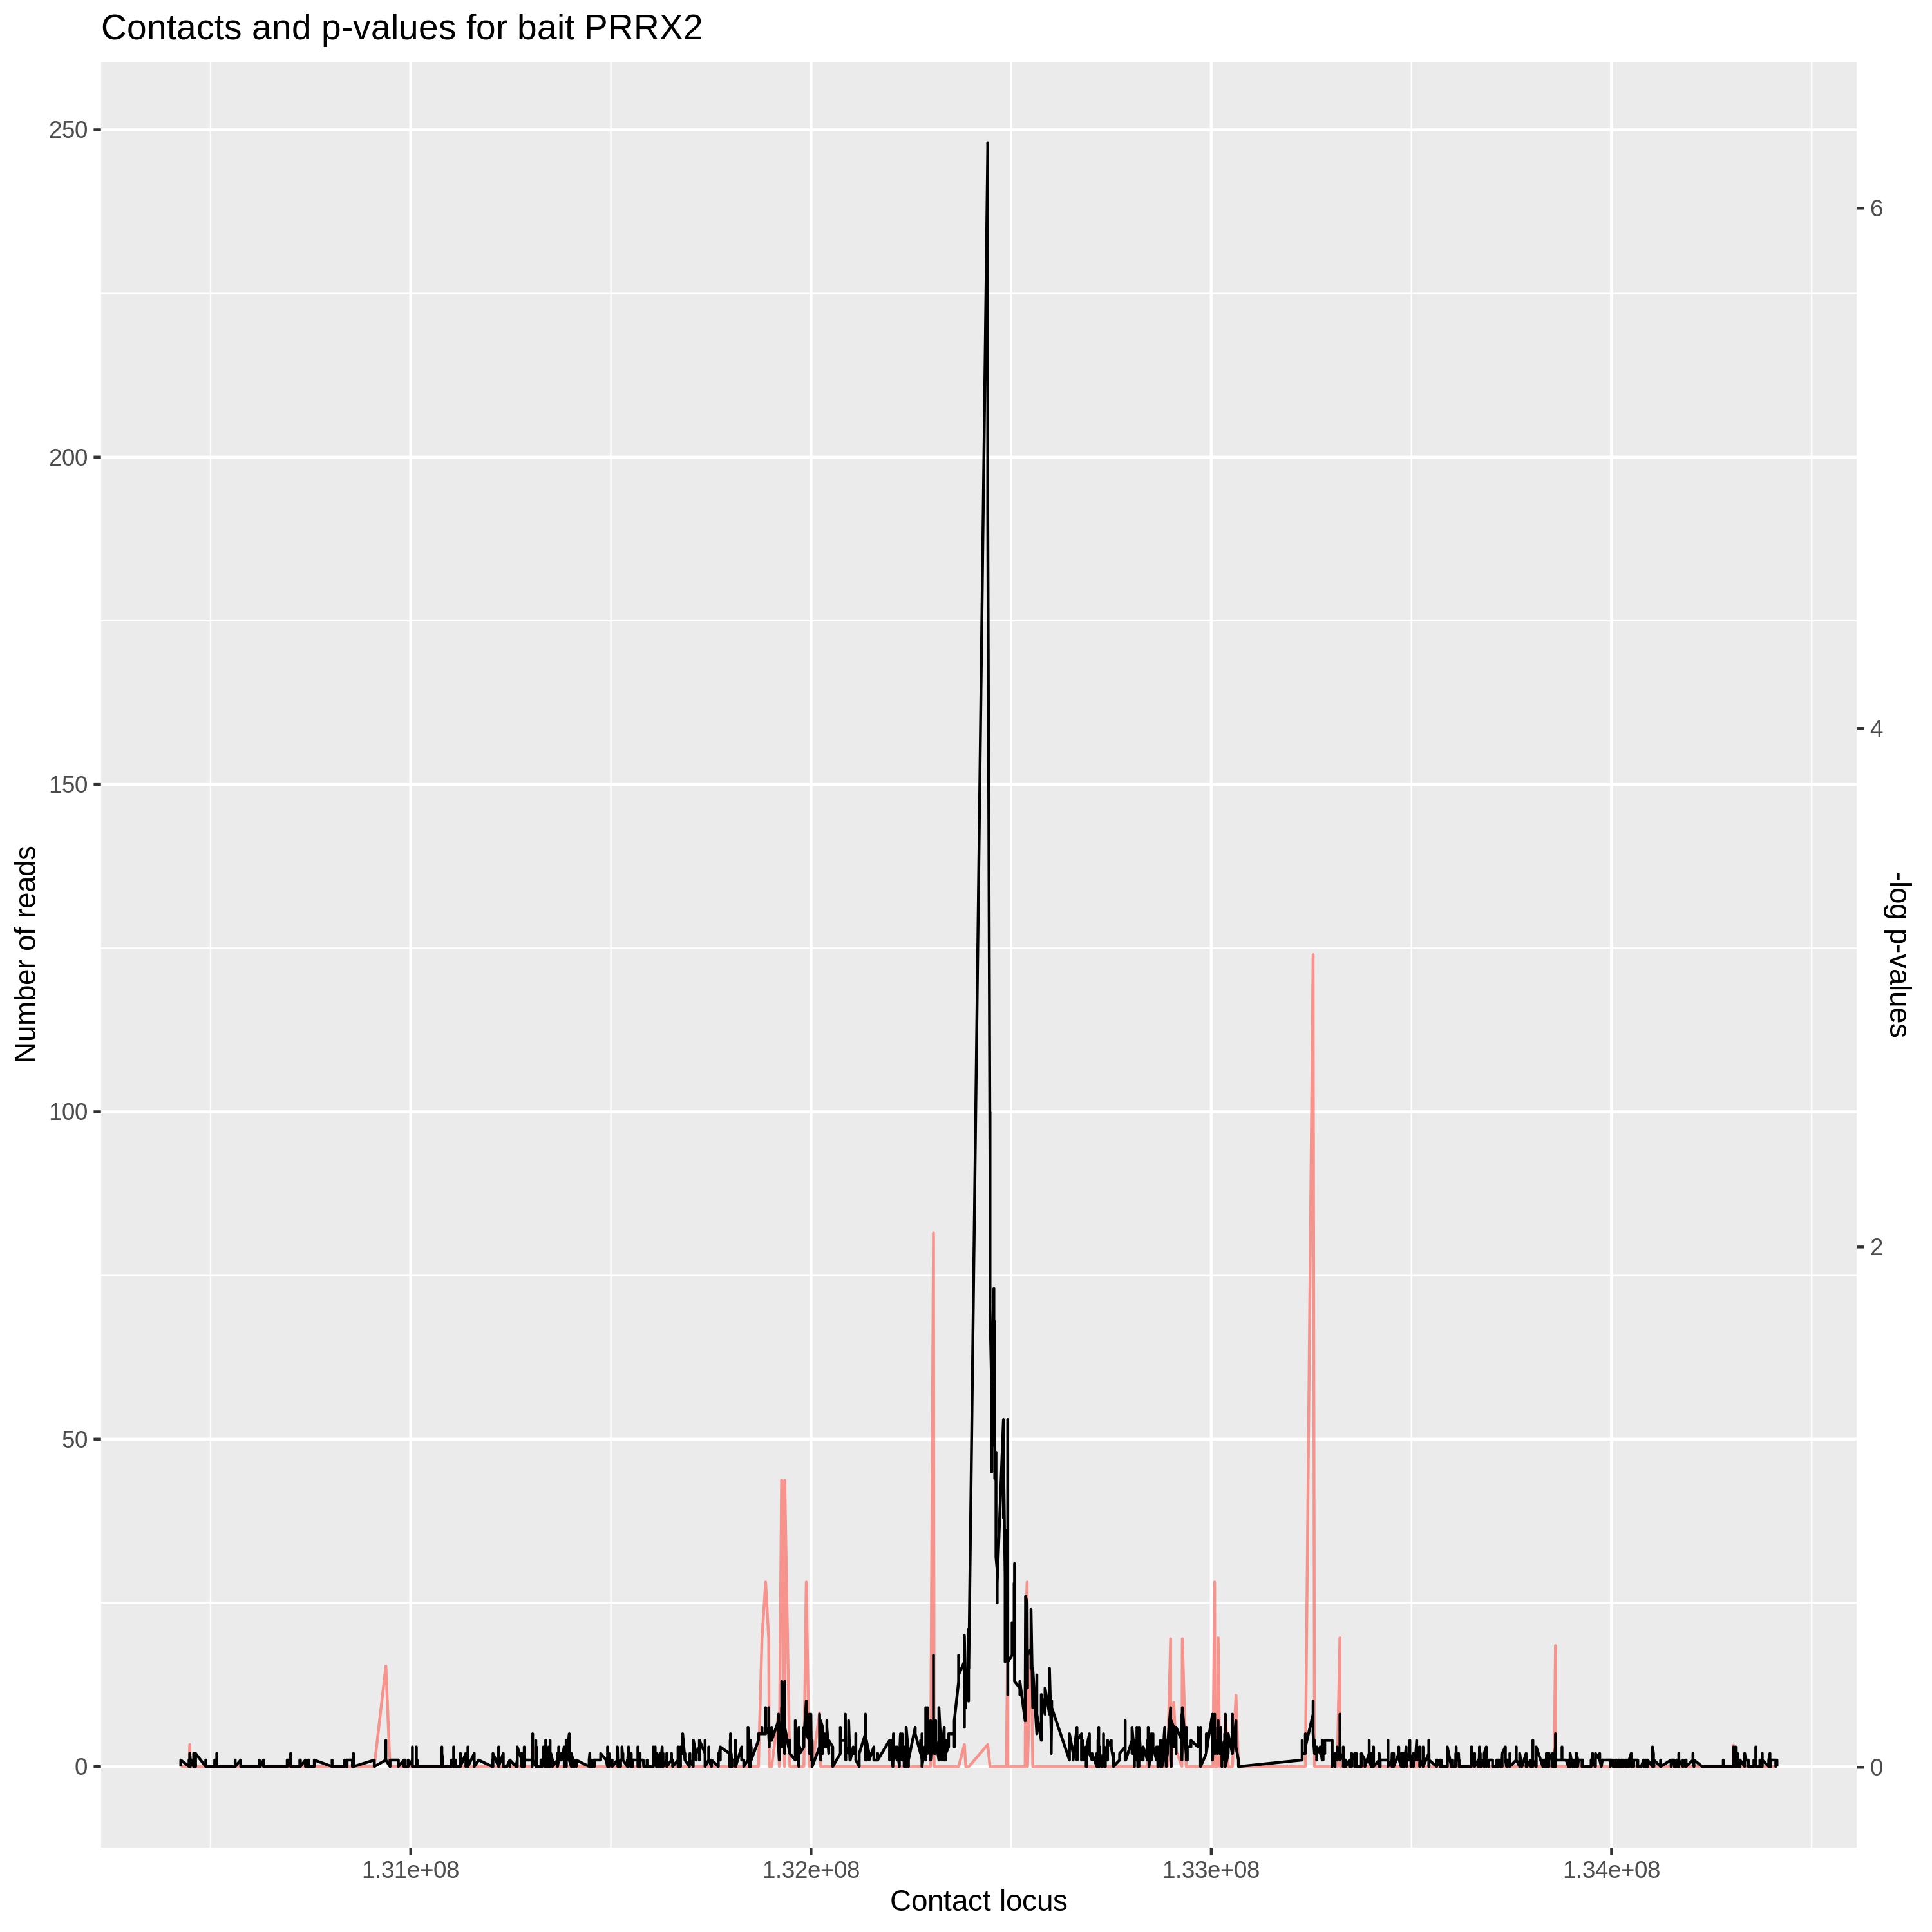 Contacts and p-values for bait PRRX2
250
200
150
100
50
0
Number of reads
6
4
2
0
-log p-values
1.31e+08 1.32e+08 1.33e+08 1.34e+08
Contact locus